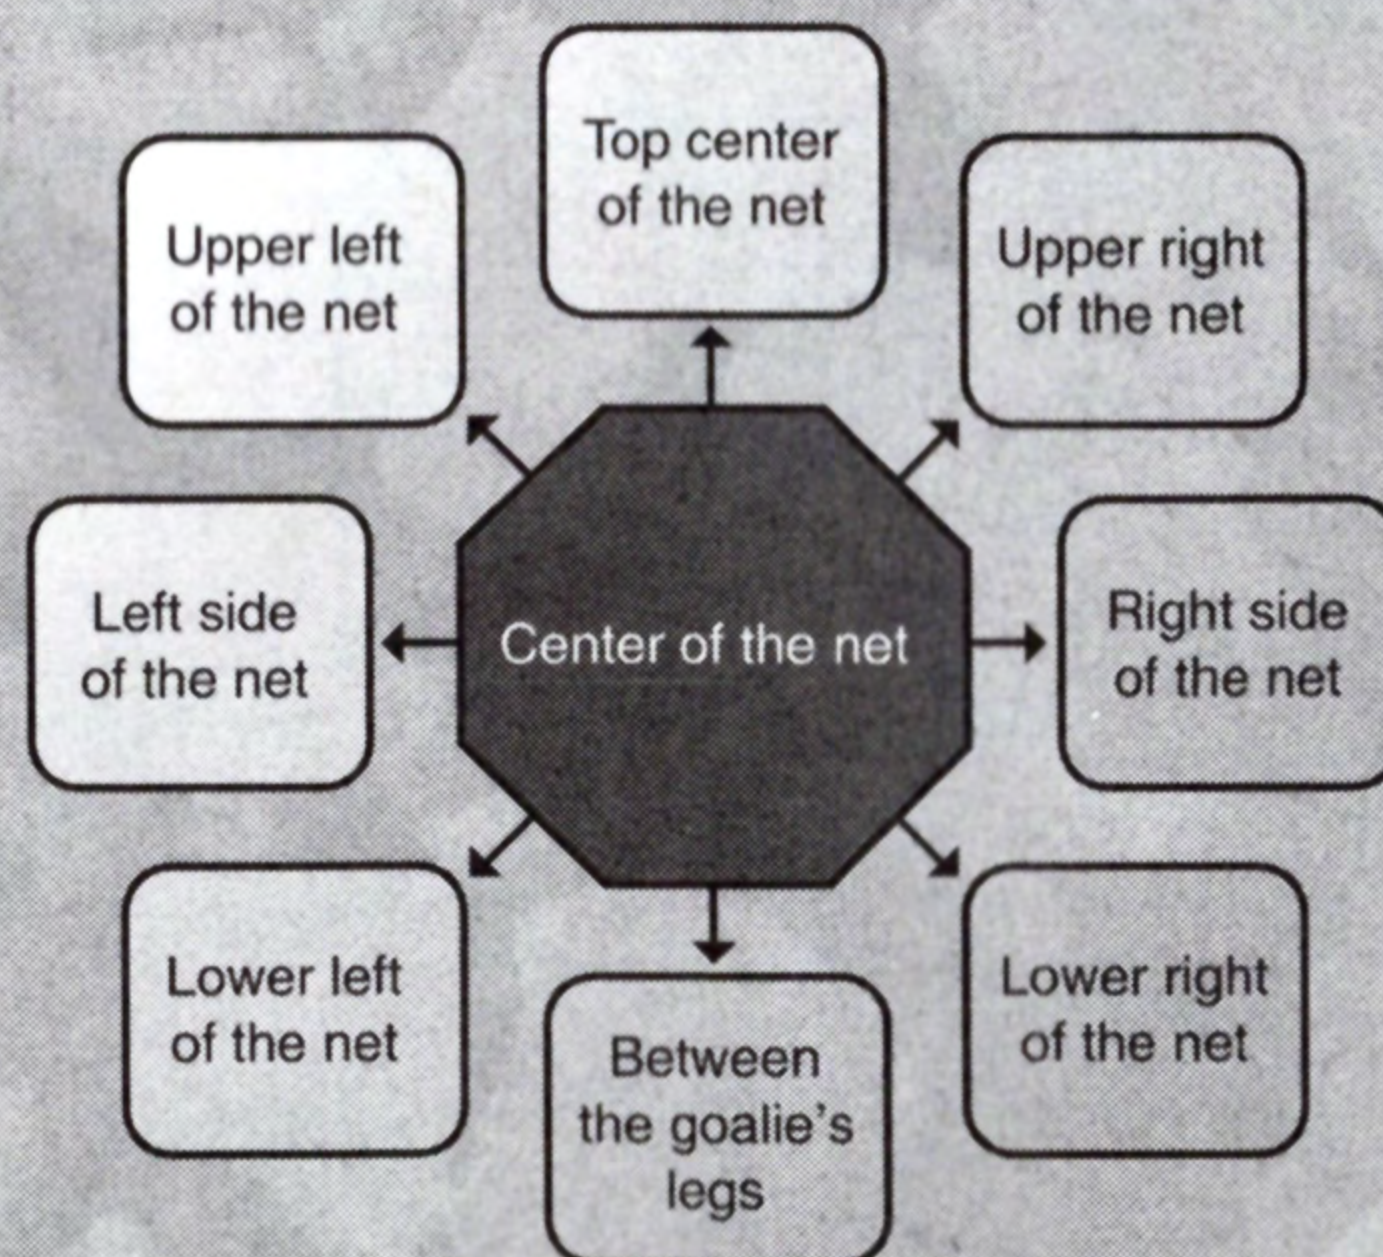 Top center
of the net
Upper left
of the net
Upper right
of the net
Left side
of the net
Center of the net
Right side
of the net
Lower left
of the net
Between
the goalie's
legs
Lower right
of the net